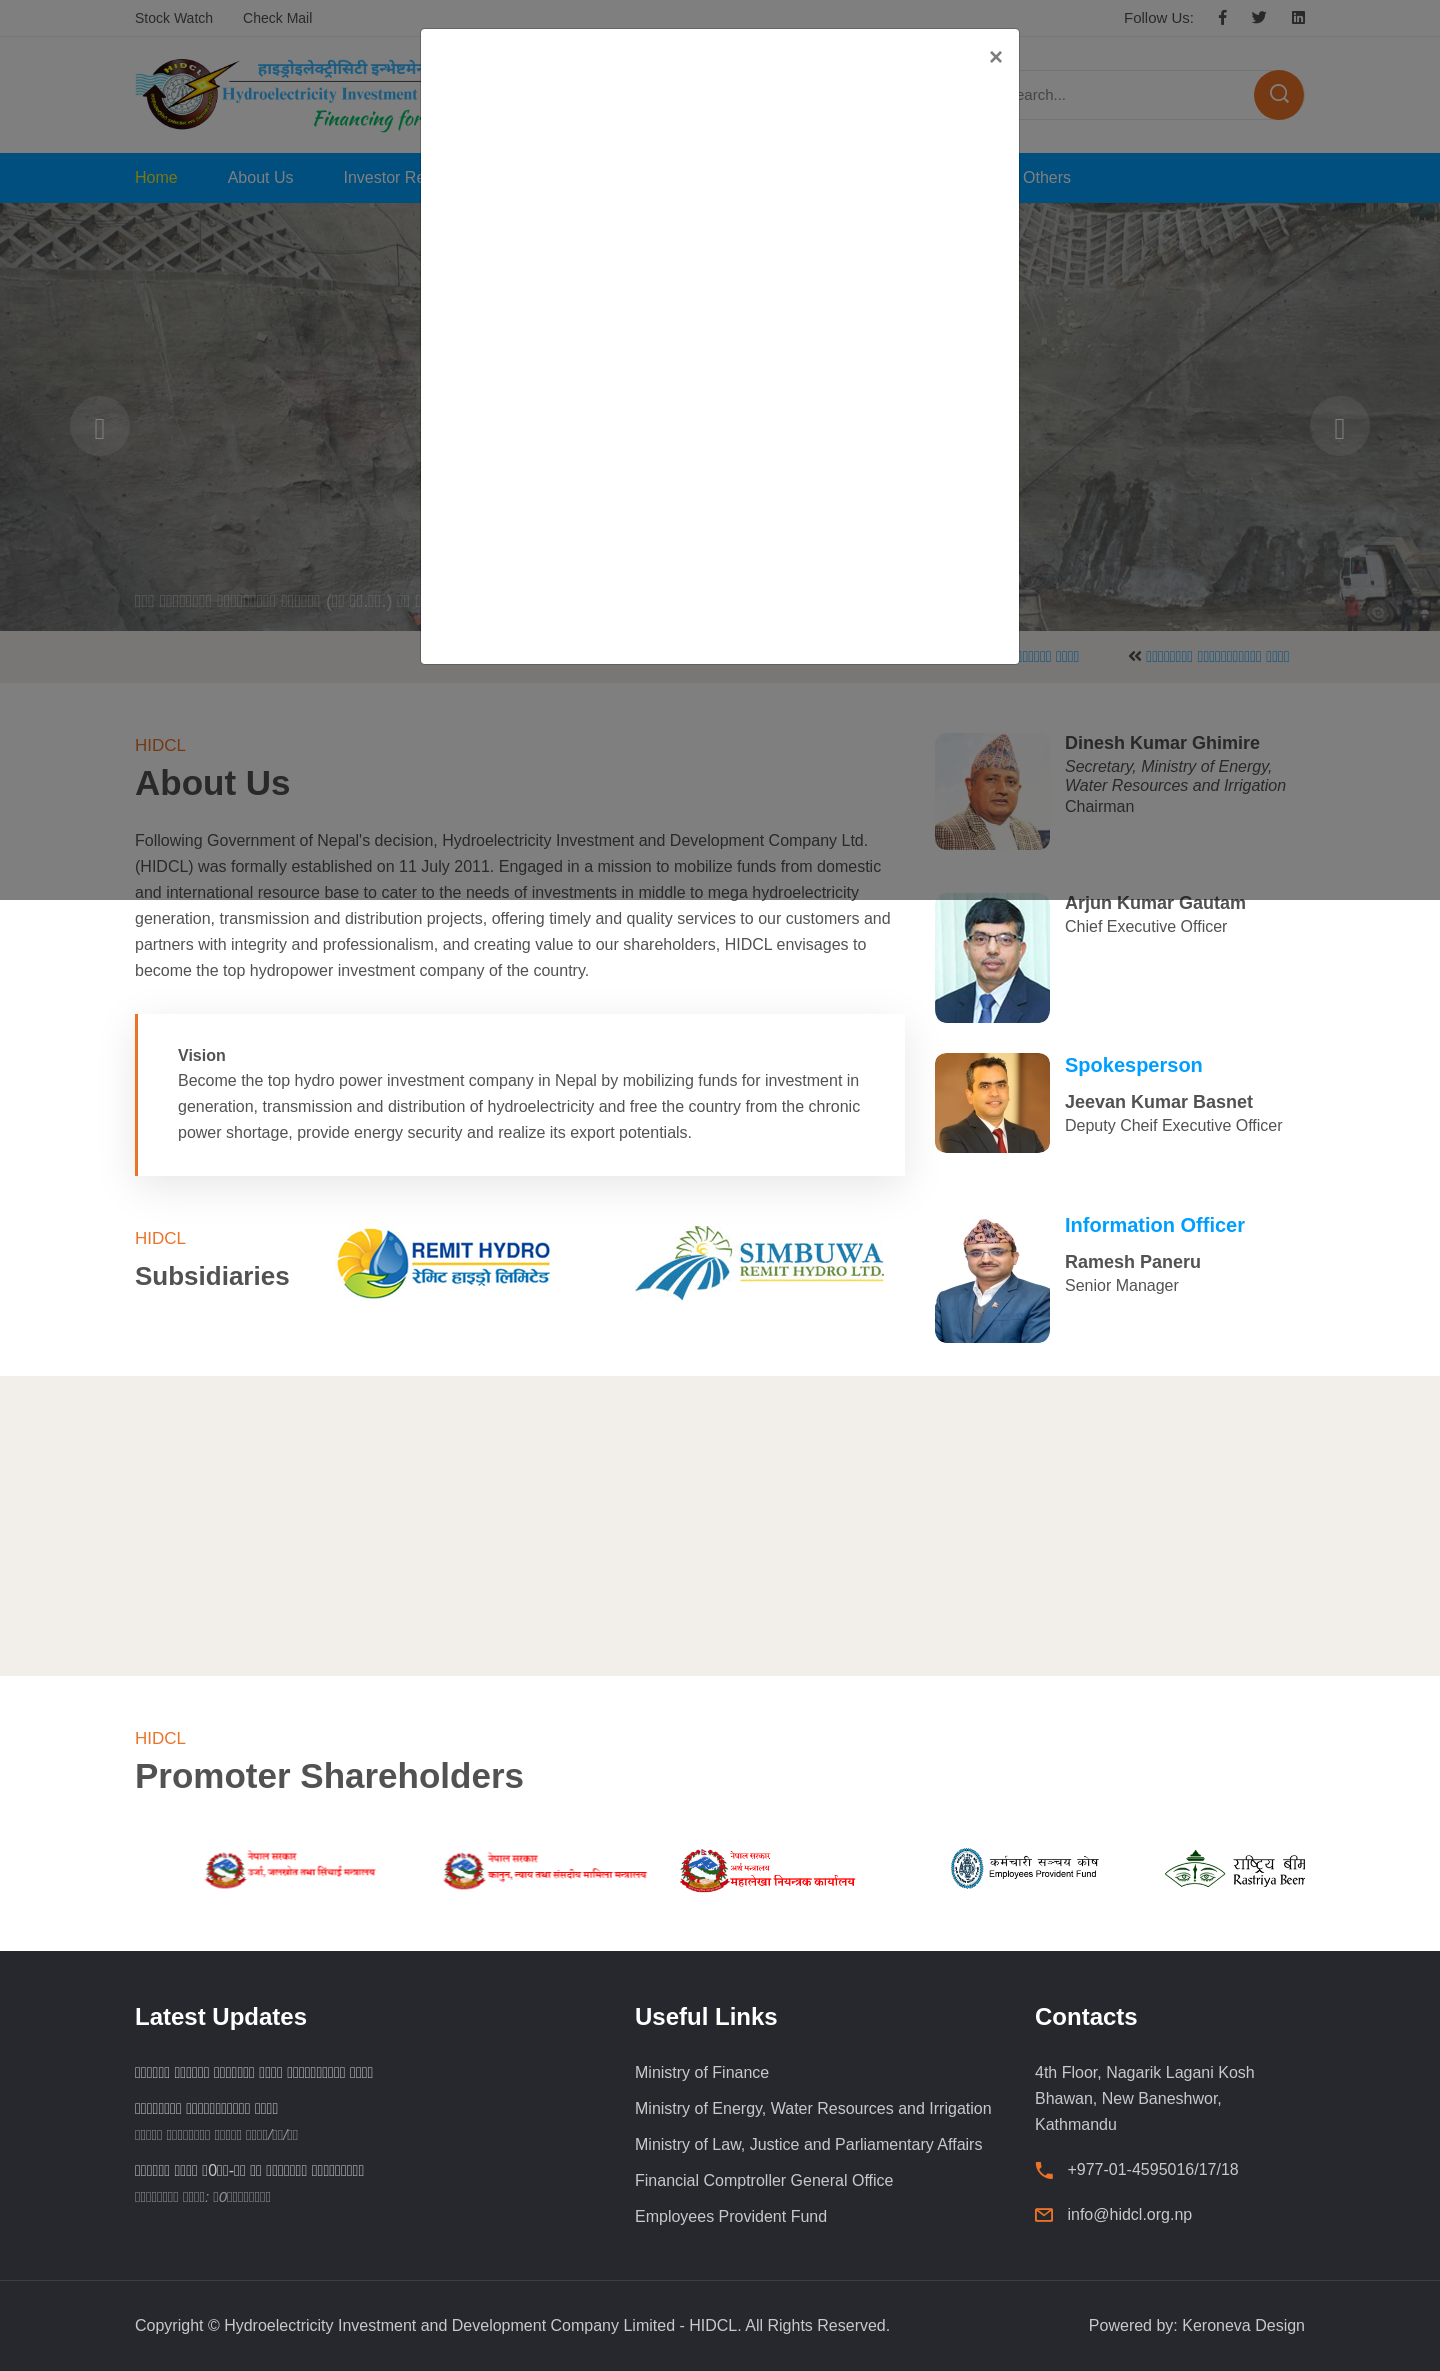 Stock Watch
Check Mail
Follow Us:
HIDCL
हाइड्रोइलेक्ट्रीसिटी
Hydroelectricity Investment
Financing for
earch...
Home
About Us
Investor Re
Others
HIDCL
About Us
Following Government of Nepal's decision, Hydroelectricity Investment and Development Company Ltd.
(HIDCL) was formally established on 11 July 2011. Engaged in a mission to mobilize funds from domestic
and international resource base to cater to the needs of investments in middle to mega hydroelectricity
generation, transmission and distribution projects, offering timely and quality services to our customers and
partners with integrity and professionalism, and creating value to our shareholders, HIDCL envisages to
become the top hydropower investment company of the country.
Vision
Become the top hydro power investment company in Nepal by mobilizing funds for investment in
generation, transmission and distribution of hydroelectricity and free the country from the chronic
power shortage, provide energy security and realize its export potentials.
Dinesh Kumar Ghimire
Secretary, Ministry of Energy,
Water Resources and Irrigation
Chairman
Arjun Kumar Gautam
Chief Executive Officer
Spokesperson
Jeevan Kumar Basnet
Deputy Cheif Executive Officer
Information Officer
Ramesh Paneru
Senior Manager
HIDCL
Subsidiaries
REMIT HYDRO
रेमिट हाइड्रो लिमिटेड
SIMBUWA
REMIT HYDRO LTD.
HIDCL
Promoter Shareholders
नेपाल सरकार
उर्जा, जलस्रोत तथा सिंचाई मन्त्रालय
नेपाल सरकार
कानून, न्याय तथा संसदीय मामिला मन्त्रालय
नेपाल सरकार
अर्थ मन्त्रालय
महालेखा नियन्त्रक कार्यालय
कर्मचारी सञ्चय कोष
Employees Provident Fund
राष्ट्रिय बीम
Rastriya Beem
Latest Updates
Useful Links
Ministry of Finance
Ministry of Energy, Water Resources and Irrigation
Ministry of Law, Justice and Parliamentary Affairs
Financial Comptroller General Office
Employees Provident Fund
Contacts
4th Floor, Nagarik Lagani Kosh
Bhawan, New Baneshwor,
Kathmandu
+977-01-4595016/17/18
info@hidcl.org.np
Copyright © Hydroelectricity Investment and Development Company Limited - HIDCL. All Rights Reserved.
Powered by: Keroneva Design